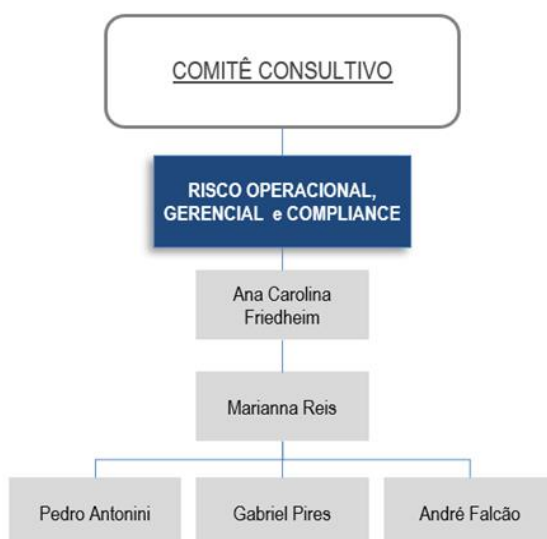 COMITÊ CONSULTIVO
RISCO OPERACIONAL,
GERENCIAL e COMPLIANCE
Ana Carolina
Friedheim
Marianna Reis
Pedro Antonini
Gabriel Pires
André Falcão